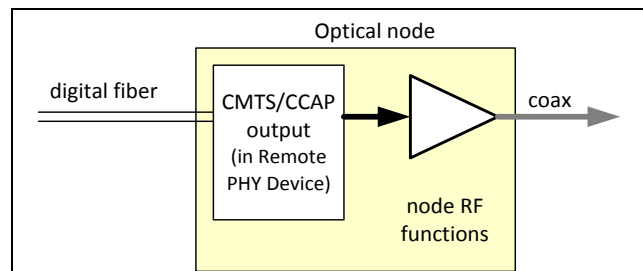 Optical node
digital fiber
CMTS/CCAP
output
(in Remote
PHY Device)
coax
node RF
functions